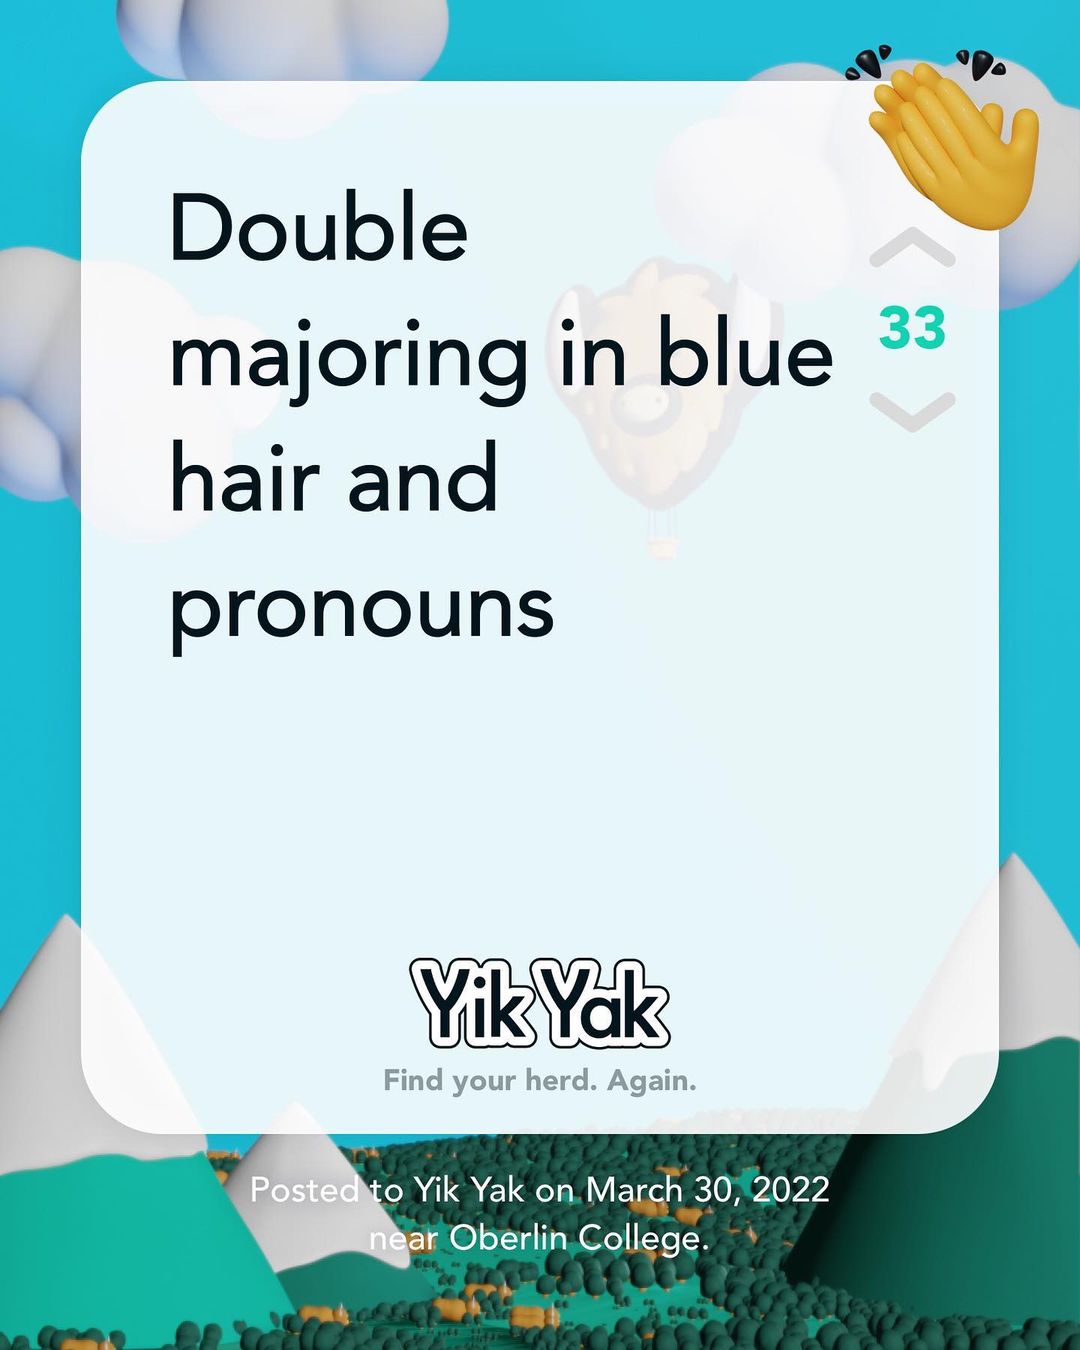 Double
majoring in blue
hair and
pronouns
33
Yik Yak
Find your herd. Again.
Posted to Yik Yak on March 30, 2022
near Oberlin College.